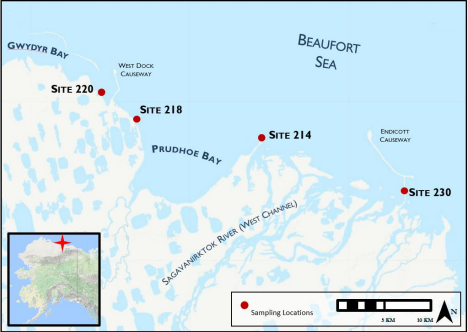 BEAUFORT
SEA
GWYDYR BAY
WEST DOCK
CAUSEWAY
SITE 220
SITE 218
PRUDHOE BAY
SITE 214
ENDICOTT
CAUSEWAY
SITE 230
SAGAVANIRKTOK RIVER (WEST CHANNEL)
Sampling Locations
5 KM 10 KM
N